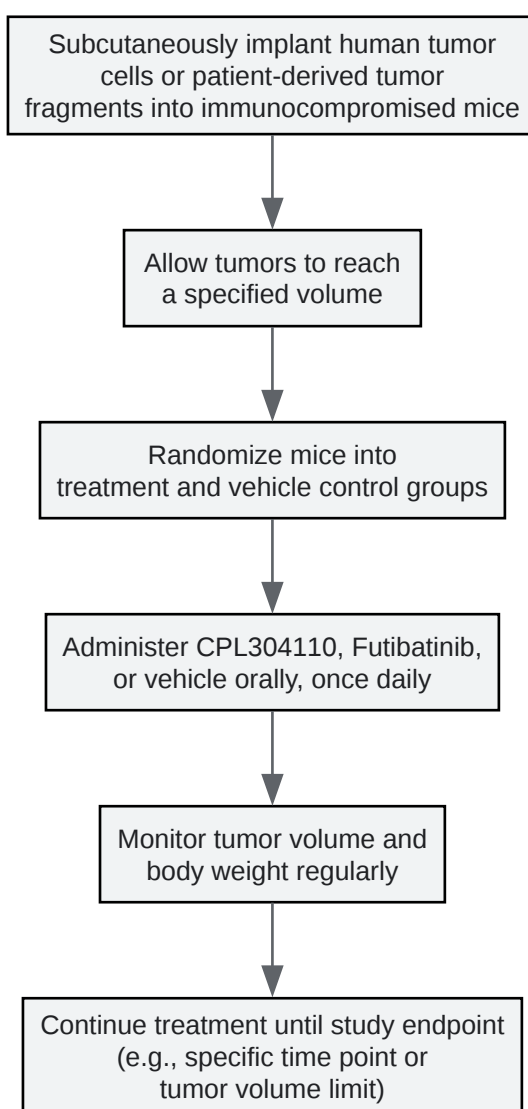 Subcutaneously implant human tumor
cells or patient-derived tumor
fragments into immunocompromised mice
Allow tumors to reach
a specified volume
Randomize mice into
treatment and vehicle control groups
Administer CPL304110, Futibatinib,
or vehicle orally, once daily
Monitor tumor volume and
body weight regularly
Continue treatment until study endpoint
(e.g., specific time point or
tumor volume limit)